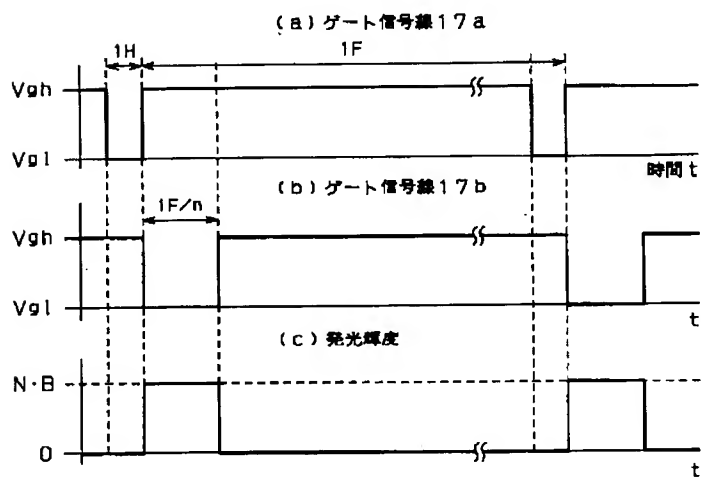 (a)ゲート信号線17a
1H
1F
Vgh
Vgl
時間t
(b)ゲート信号線17b
1F/n
Vgh
Vgl
t
(c)発光輝度
N・B
0
t